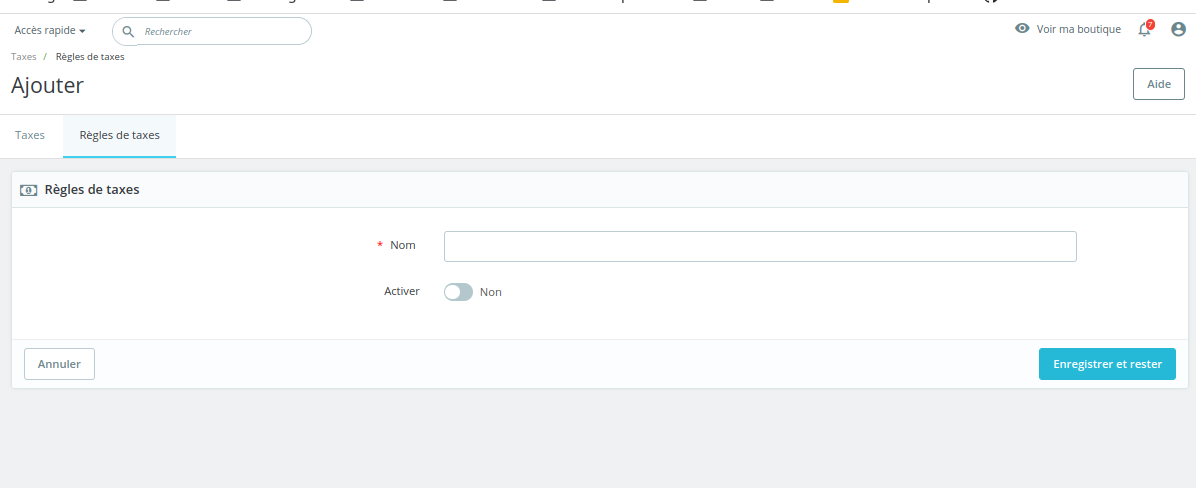 Accès rapide
Rechercher
Voir ma boutique
7
Taxes / Règles de taxes
Ajouter
Aide
Taxes
Règles de taxes
Règles de taxes
* Nom
Activer
Non
Annuler
Enregistrer et rester